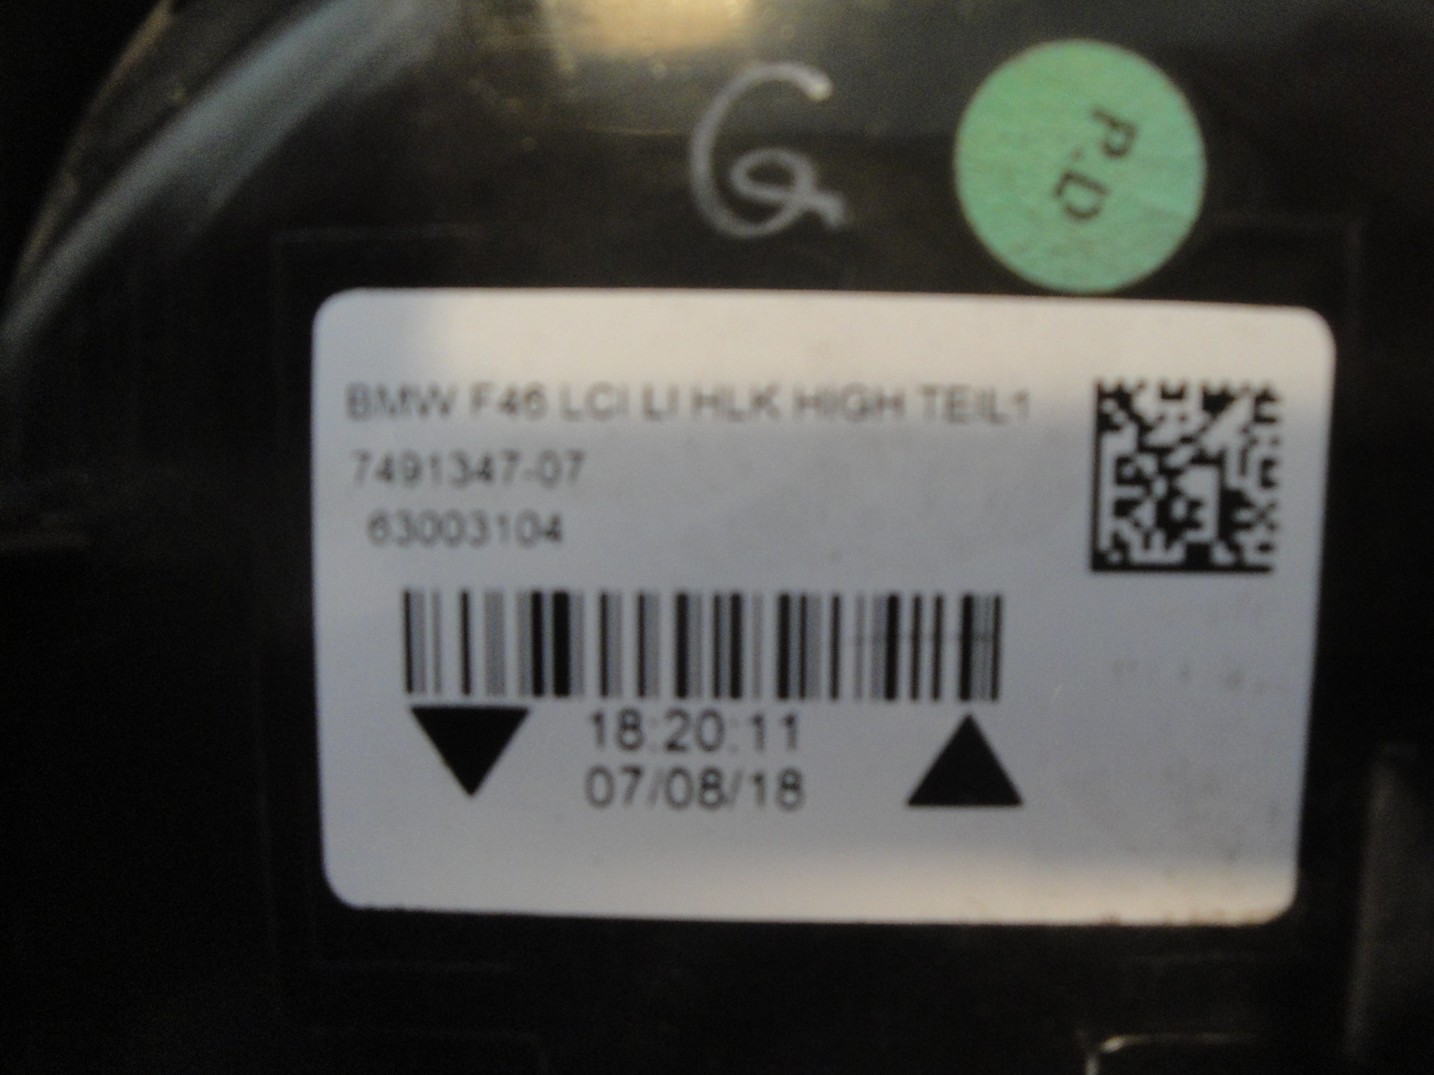 G
P.D
BMW F46 LCI LI HLK HIGH TEIL1
7491347-07
63003104
18:20:11
07/08/18